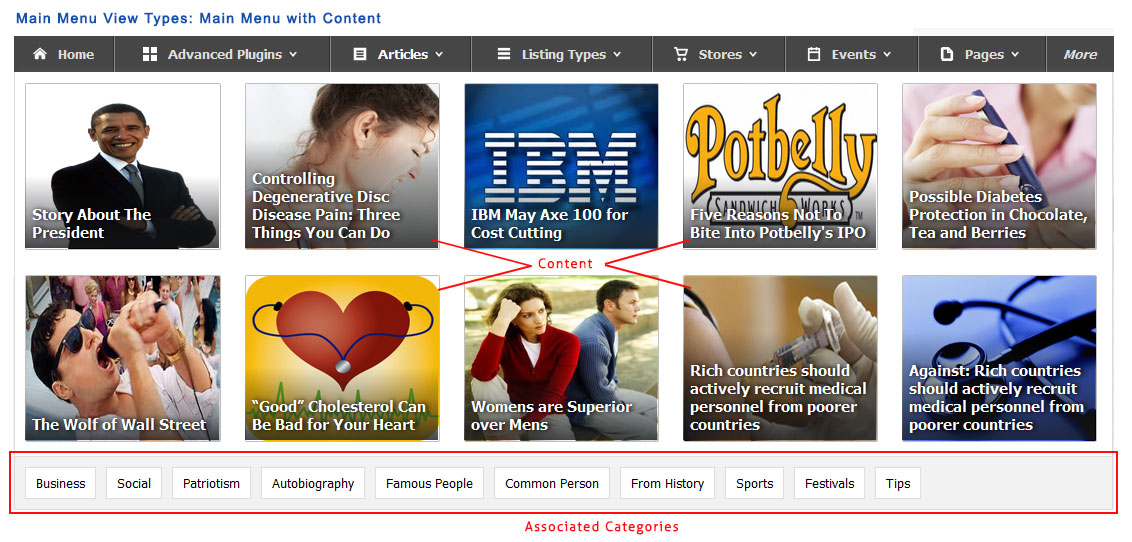 Main Menu View Types: Main Menu with Content
Home
Advanced Plugins
Articles
Listing Types
Stores
Events
Pages
More
Story About The
President
Controlling
Degenerative Disc
Disease Pain: Three
Things You Can Do
IBM
IBM May Axe 100 for
Cost Cutting
Potbelly
SANDWICH WORKS
TM
Five Reasons Not To
Bite Into Potbelly's IPO
Possible Diabetes
Protection in Chocolate,
Tea and Berries
Content
The Wolf of Wall Street
“Good” Cholesterol Can
Be Bad for Your Heart
Womens are Superior
over Mens
Rich countries should
actively recruit medical
personnel from poorer
countries
Against: Rich countries
should actively recruit
medical personnel from
poorer countries
Business
Social
Patriotism
Autobiography
Famous People
Common Person
From History
Sports
Festivals
Tips
Associated Categories